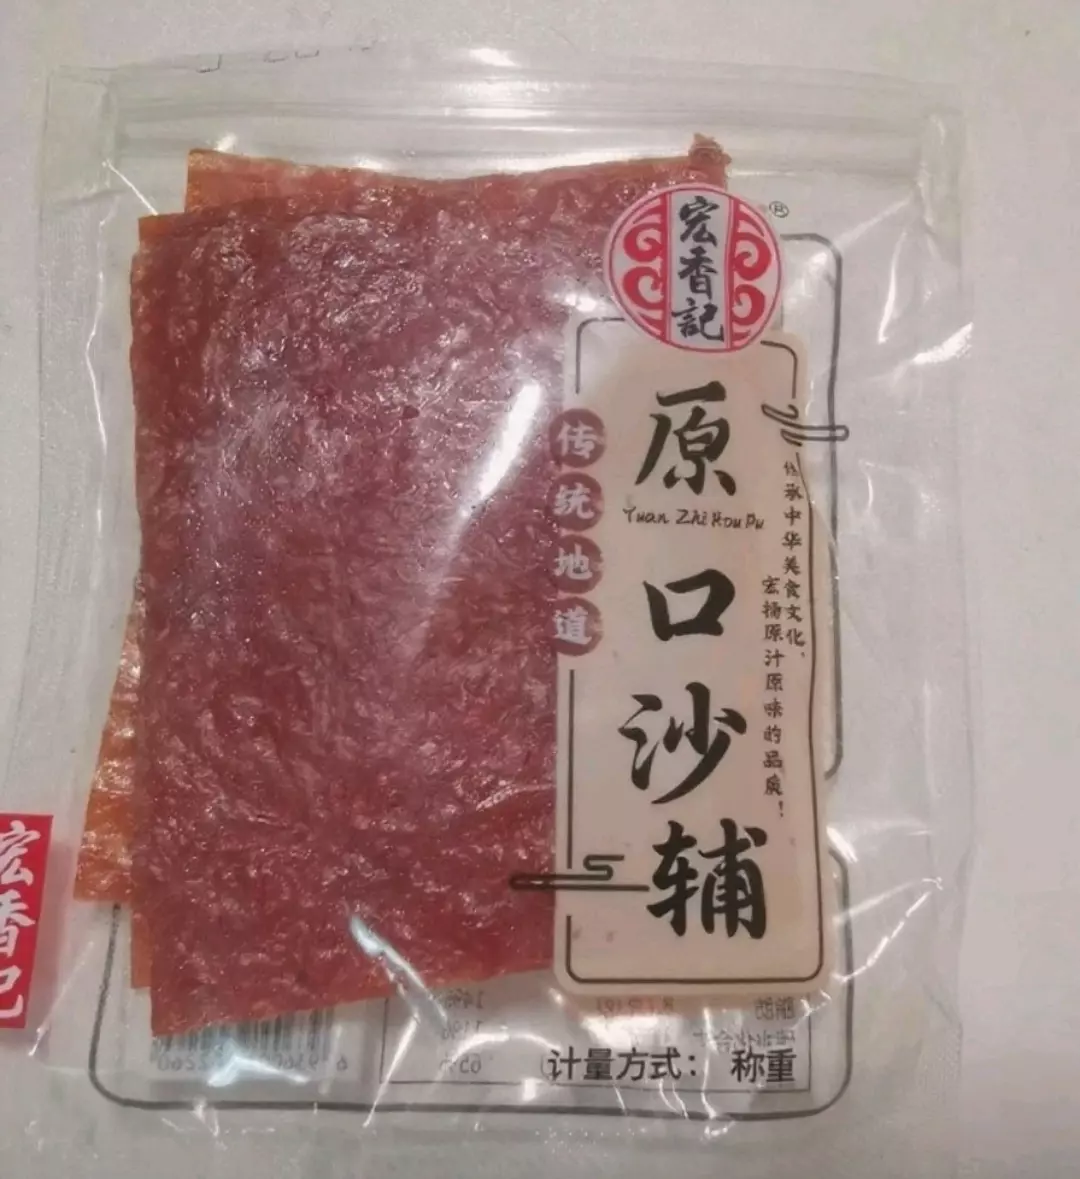 宏香記
®
原口沙辅
Yuan Zhi Hou Pu
传统地道
传承中华美食文化，
宏扬原汁原味的品质！
宏香记
计量方式：称重